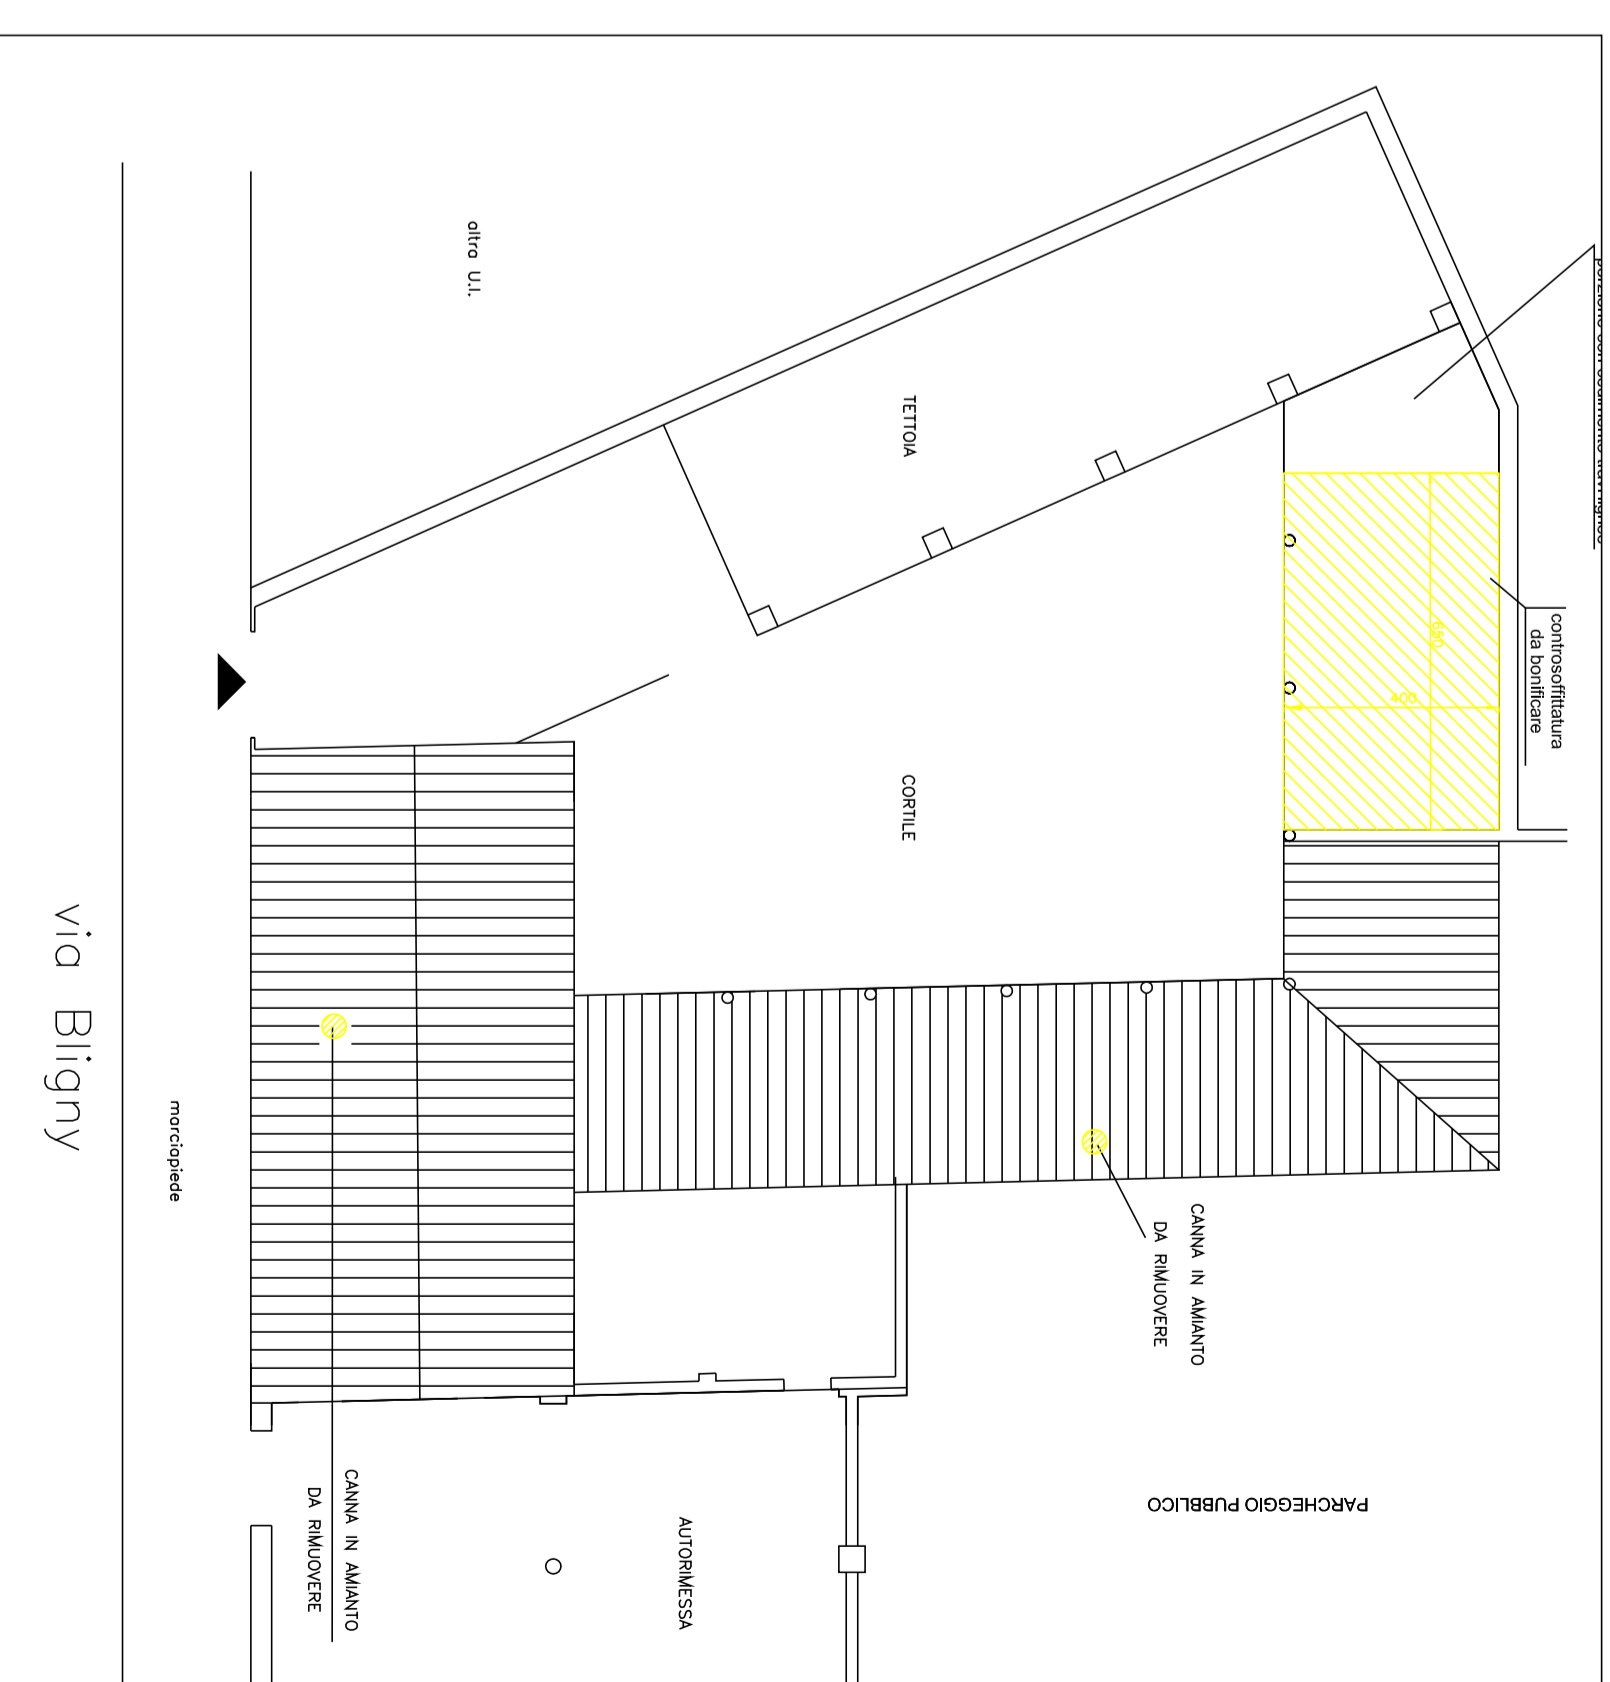 altra U.I.
TETTOIA
controsoffittatura
da bonificare
650
400
CORTILE
via Bligny
marciapiede
CANNA IN AMIANTO
DA RIMUOVERE
CANNA IN AMIANTO
DA RIMUOVERE
AUTORIMESSA
PARCHEGGIO PUBBLICO